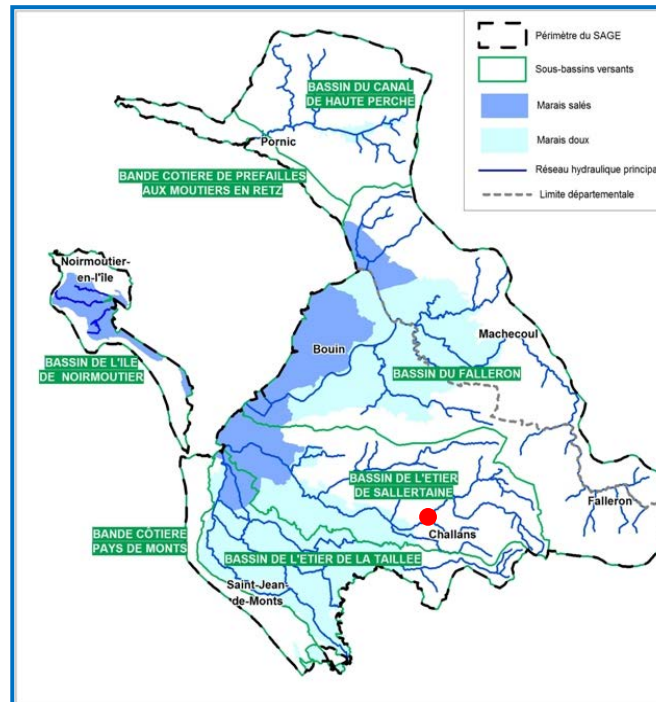 Périmètre du SAGE
Sous-bassins versants
Marais salés
Marais doux
Réseau hydraulique principal
Limite départementale
BASSIN DU CANAL
DE HAUTE PERCHE
Pornic
BANDE COTIERE DE PREFAILLES
AUX MOUTIERS EN RETZ
Noirmoutier-
en-l'île
BASSIN DE L'ILE
DE NOIRMOUTIER
Bouin
Machecoul
BASSIN DU FALLERON
BASSIN DE L'ETIER
DE SALLERTAINE
Falleron
Challans
BANDE CÔTIERE
PAYS DE MONTS
BASSIN DE L'ETIER DE LA TAILLEE
Saint-Jean-
de-Monts